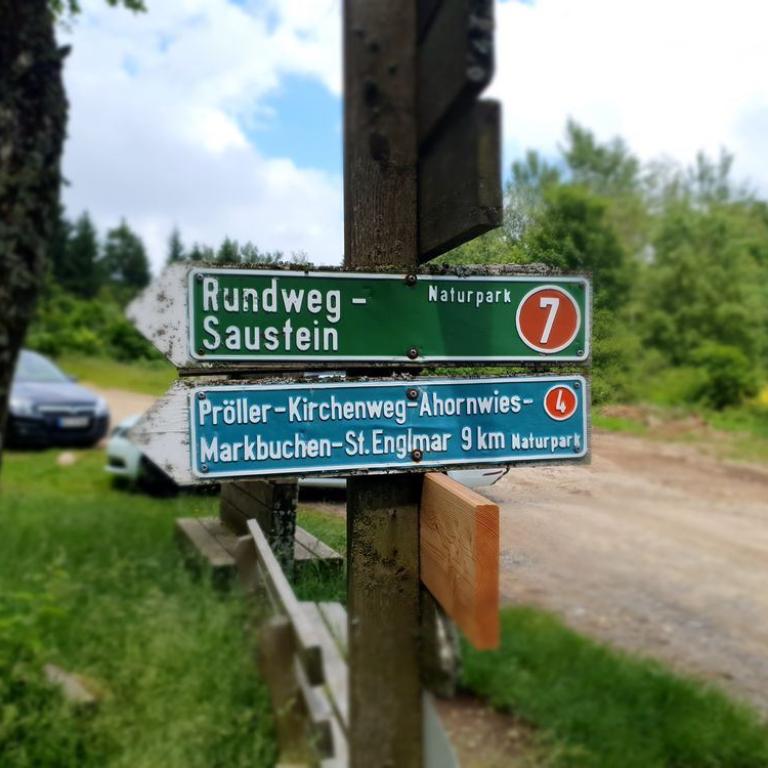 Rundweg - Naturpark 7
Saustein
Pröller-Kirchenweg-Ahornwies- 4
Markbuchen-St.Englmar 9 km Naturpark